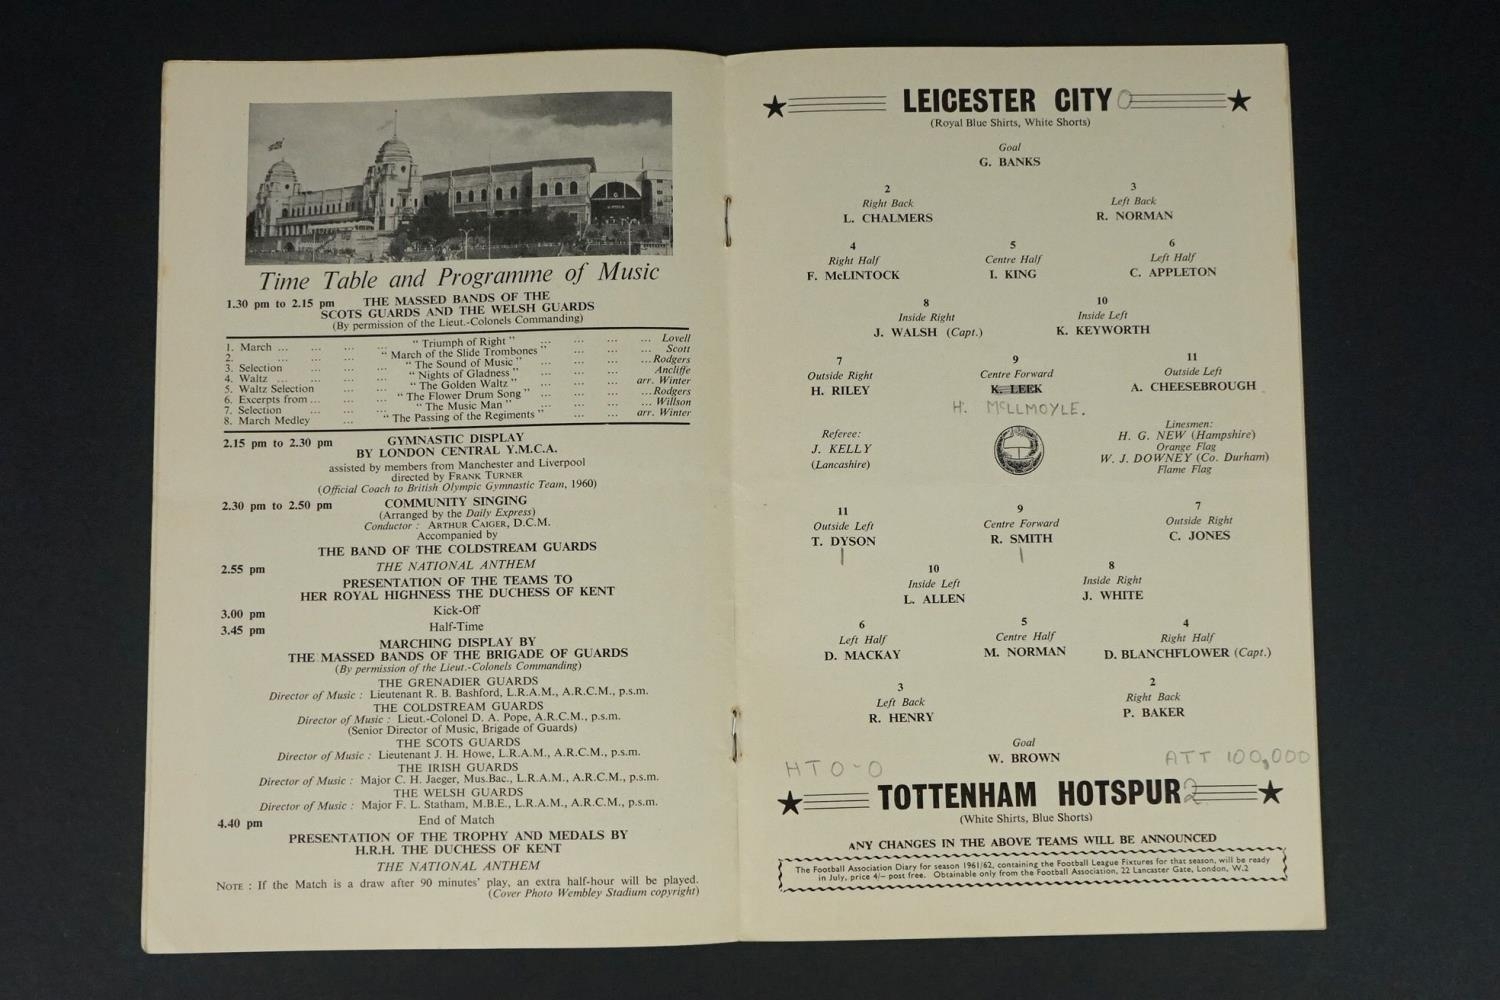 Time Table and Programme of Music
1.30 pm to 2.15 pm THE MASSED BANDS OF THE
SCOTS GUARDS AND THE WELSH GUARDS
(By permission of the Lieut.-Colonels Commanding)
1. March ... ... ... ... " Triumph of Right " ... ... ... ... Lovell
2. ... ... ... " March of the Slide Trombones " ... ... ... Scott
3. Selection ... ... ... " The Sound of Music " ... ... ... ...Rodgers
4. Waltz ... ... ... ... " Nights of Gladness " ... ... ... ... Ancliffe
5. Waltz Selection ... ... ... " The Golden Waltz " ... ... ... arr. Winter
6. Excerpts from ... ... ... " The Flower Drum Song " ... ... ... ...Rodgers
7. Selection ... ... ... " The Music Man " ... ... ... ... Willson
8. March Medley ... " The Passing of the Regiments " ... ... arr. Winter
2.15 pm to 2.30 pm GYMNASTIC DISPLAY
BY LONDON CENTRAL Y.M.C.A.
assisted by members from Manchester and Liverpool
directed by FRANK TURNER
(Official Coach to British Olympic Gymnastic Team, 1960)
2.30 pm to 2.50 pm COMMUNITY SINGING
(Arranged by the Daily Express)
Conductor : ARTHUR CAIGER, D.C.M.
Accompanied by
THE BAND OF THE COLDSTREAM GUARDS
2.55 pm THE NATIONAL ANTHEM
PRESENTATION OF THE TEAMS TO
HER ROYAL HIGHNESS THE DUCHESS OF KENT
3.00 pm Kick-Off
3.45 pm Half-Time
MARCHING DISPLAY BY
THE MASSED BANDS OF THE BRIGADE OF GUARDS
(By permission of the Lieut.-Colonels Commanding)
THE GRENADIER GUARDS
Director of Music : Lieutenant R. B. Bashford, L.R.A.M., A.R.C.M., p.s.m.
THE COLDSTREAM GUARDS
Director of Music : Lieut.-Colonel D. A. Pope, A.R.C.M., p.s.m.
(Senior Director of Music, Brigade of Guards)
THE SCOTS GUARDS
Director of Music : Lieutenant J. H. Howe, L.R.A.M., A.R.C.M., p.s.m.
THE IRISH GUARDS
Director of Music : Major C. H. Jaeger, Mus.Bac., L.R.A.M., A.R.C.M., p.s.m.
THE WELSH GUARDS
Director of Music : Major F. L. Statham, M.B.E., L.R.A.M., A.R.C.M., p.s.m.
4.40 pm End of Match
PRESENTATION OF THE TROPHY AND MEDALS BY
H.R.H. THE DUCHESS OF KENT
THE NATIONAL ANTHEM
NOTE : If the Match is a draw after 90 minutes' play, an extra half-hour will be played.
(Cover Photo Wembley Stadium copyright)
LEICESTER CITY 0
(Royal Blue Shirts, White Shorts)
Goal
G. BANKS
2 3
Right Back Left Back
L. CHALMERS R. NORMAN
4 5 6
Right Half Centre Half Left Half
F. McLINTOCK I. KING C. APPLETON
8 10
Inside Right Inside Left
J. WALSH (Capt.) K. KEYWORTH
7 9 11
Outside Right Centre Forward Outside Left
H. RILEY K. LEEK A. CHEESEBROUGH
H. McLLMOYLE.
Referee:
J. KELLY
(Lancashire)
Linesmen:
H. G. NEW (Hampshire)
Orange Flag
W. J. DOWNEY (Co. Durham)
Flame Flag
11 9 7
Outside Left Centre Forward Outside Right
T. DYSON R. SMITH C. JONES
1 1
10 8
Inside Left Inside Right
L. ALLEN J. WHITE
6 5 4
Left Half Centre Half Right Half
D. MACKAY M. NORMAN D. BLANCHFLOWER (Capt.)
3 2
Left Back Right Back
R. HENRY P. BAKER
Goal
W. BROWN
HT 0-0 ATT 100,000
TOTTENHAM HOTSPUR 2
(White Shirts, Blue Shorts)
ANY CHANGES IN THE ABOVE TEAMS WILL BE ANNOUNCED
The Football Association Diary for season 1961/62, containing the Football League Fixtures for that season, will be ready
in July, price 4/- post free. Obtainable only from the Football Association, 22 Lancaster Gate, London, W.2